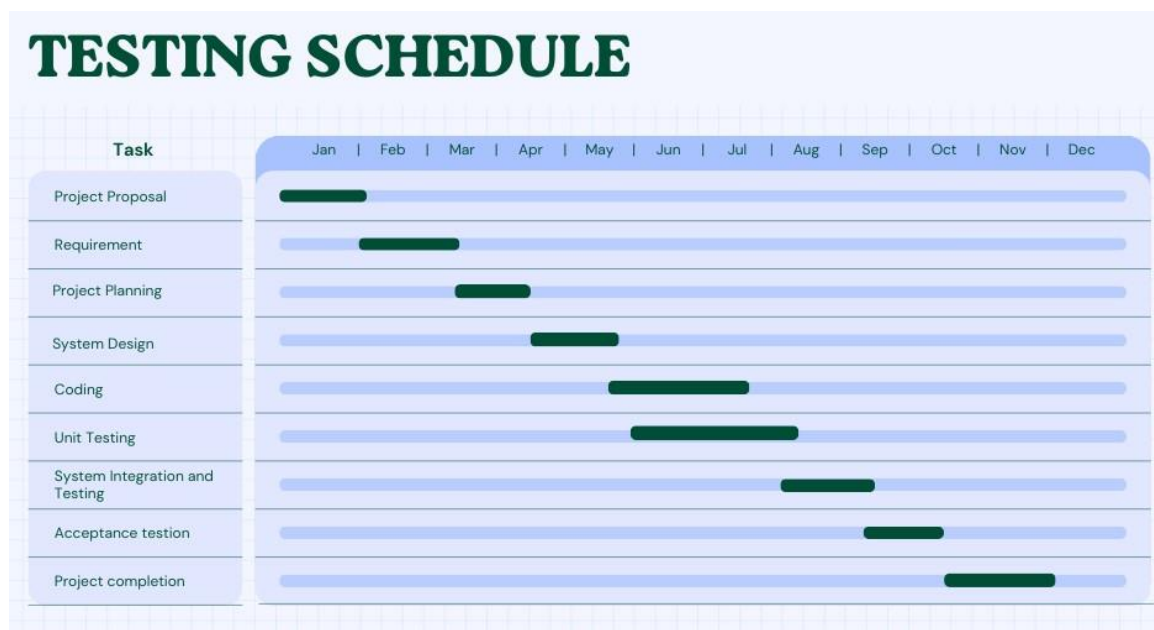 TESTING SCHEDULE
Task
Jan | Feb | Mar | Apr | May | Jun | Jul | Aug | Sep | Oct | Nov | Dec
Project Proposal
Requirement
Project Planning
System Design
Coding
Unit Testing
System Integration and
Testing
Acceptance testion
Project completion